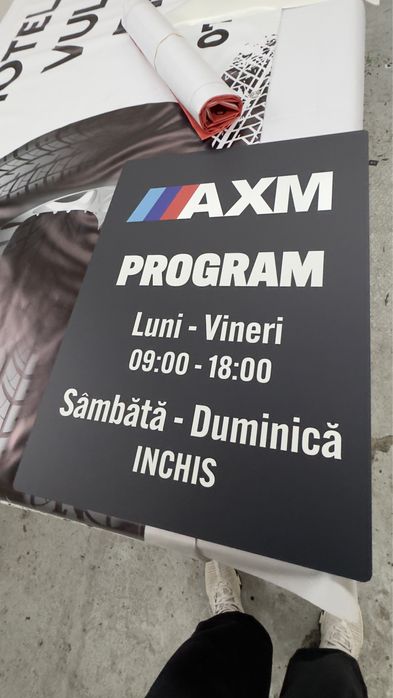 AXM
PROGRAM
Luni - Vineri
09:00 - 18:00
Sâmbătă - Duminică
INCHIS